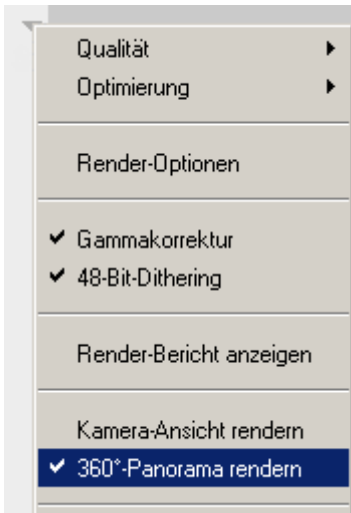 Qualität
Optimierung
Render-Optionen
Gammakorrektur
48-Bit-Dithering
Render-Bericht anzeigen
Kamera-Ansicht rendern
360°-Panorama rendern